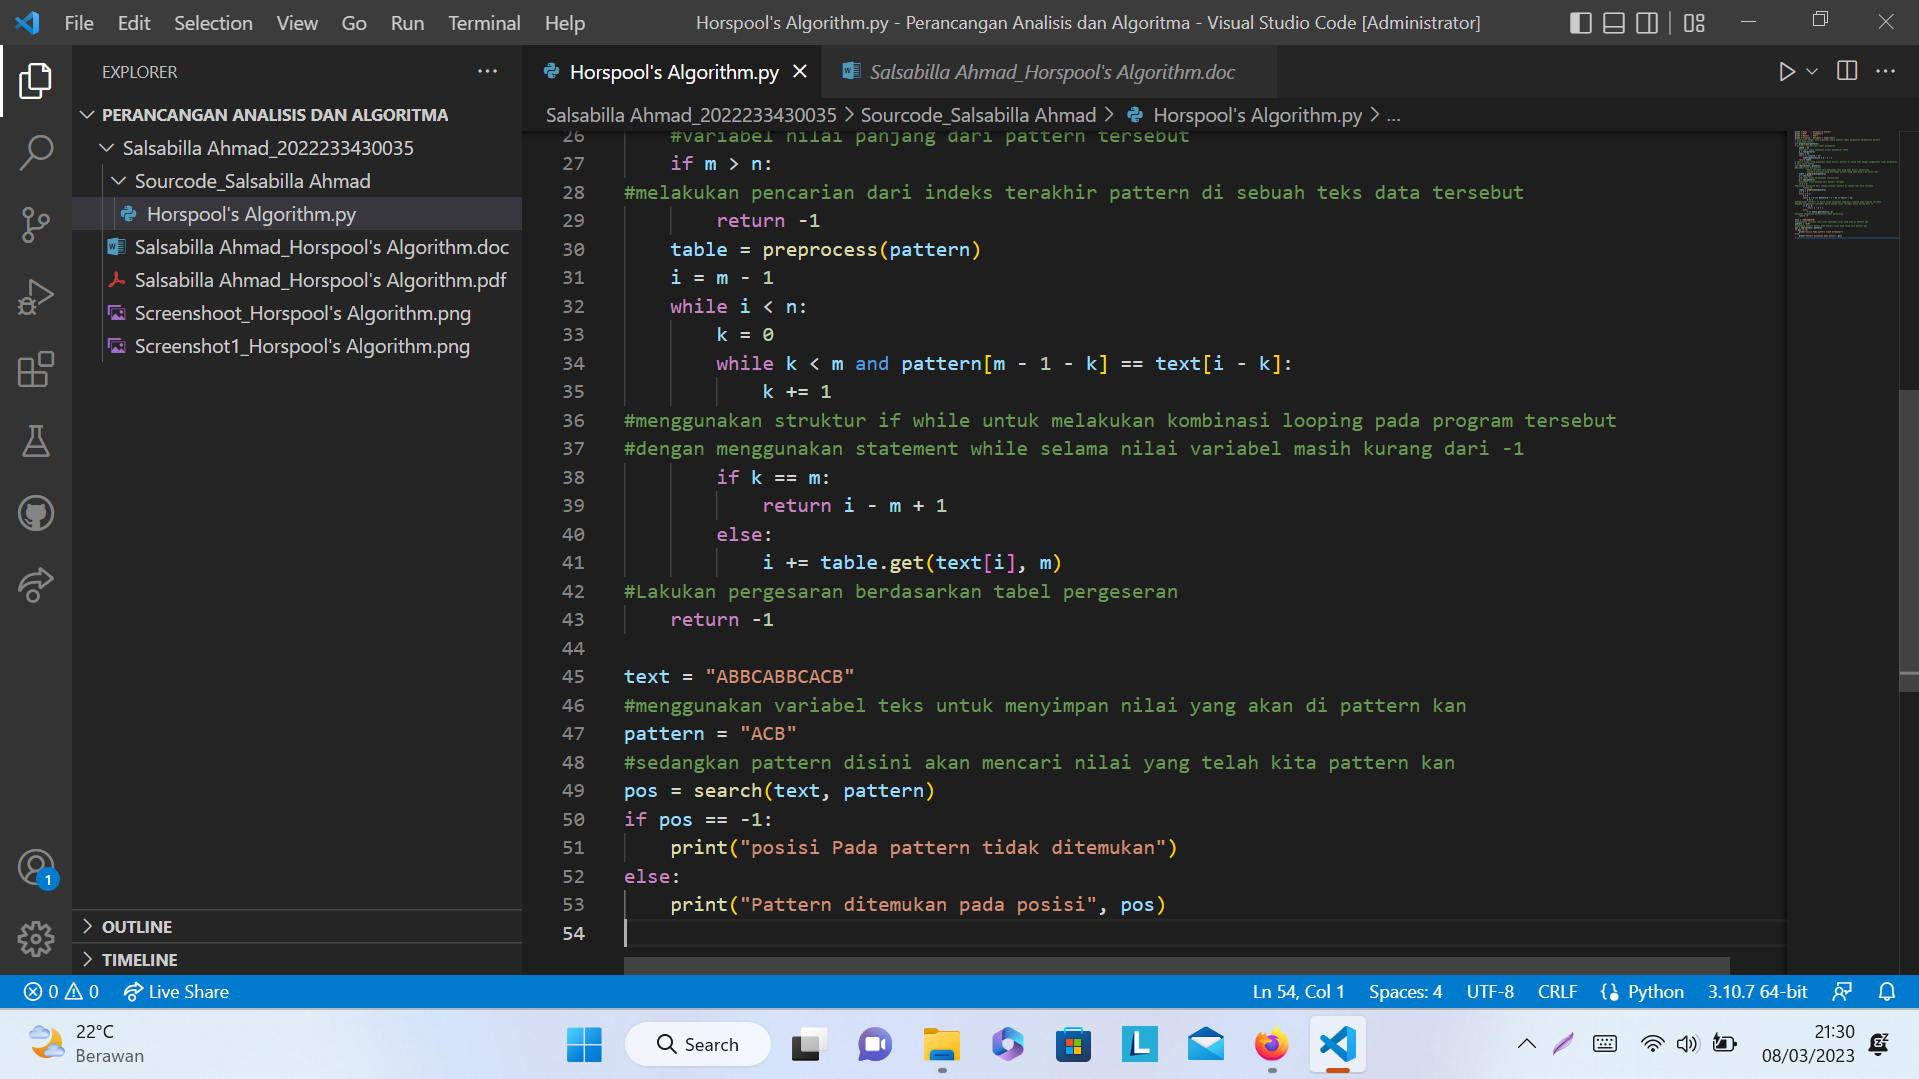 File Edit Selection View Go Run Terminal Help
Horspool's Algorithm.py - Perancangan Analisis dan Algoritma - Visual Studio Code [Administrator]
EXPLORER
PERANCANGAN ANALISIS DAN ALGORITMA
Salsabilla Ahmad_2022233430035
Sourcode_Salsabilla Ahmad
Horspool's Algorithm.py
Salsabilla Ahmad_Horspool's Algorithm.doc
Salsabilla Ahmad_Horspool's Algorithm.pdf
Screenshoot_Horspool's Algorithm.png
Screenshot1_Horspool's Algorithm.png
OUTLINE
TIMELINE
1
Horspool's Algorithm.py
Salsabilla Ahmad_Horspool's Algorithm.doc
Salsabilla Ahmad_2022233430035 > Sourcode_Salsabilla Ahmad > Horspool's Algorithm.py > ...
26 #variabel nilai panjang dari pattern tersebut
27 if m > n:
28 #melakukan pencarian dari indeks terakhir pattern di sebuah teks data tersebut
29 return -1
30 table = preprocess(pattern)
31 i = m - 1
32 while i < n:
33 k = 0
34 while k < m and pattern[m - 1 - k] == text[i - k]:
35 k += 1
36 #menggunakan struktur if while untuk melakukan kombinasi looping pada program tersebut
37 #dengan menggunakan statement while selama nilai variabel masih kurang dari -1
38 if k == m:
39 return i - m + 1
40 else:
41 i += table.get(text[i], m)
42 #Lakukan pergesaran berdasarkan tabel pergeseran
43 return -1
44
45 text = "ABBCABBCACB"
46 #menggunakan variabel teks untuk menyimpan nilai yang akan di pattern kan
47 pattern = "ACB"
48 #sedangkan pattern disini akan mencari nilai yang telah kita pattern kan
49 pos = search(text, pattern)
50 if pos == -1:
51 print("posisi Pada pattern tidak ditemukan")
52 else:
53 print("Pattern ditemukan pada posisi", pos)
54
0 0 Live Share
Ln 54, Col 1 Spaces: 4 UTF-8 CRLF Python 3.10.7 64-bit
22°C
Berawan
Search
L
21:30
08/03/2023